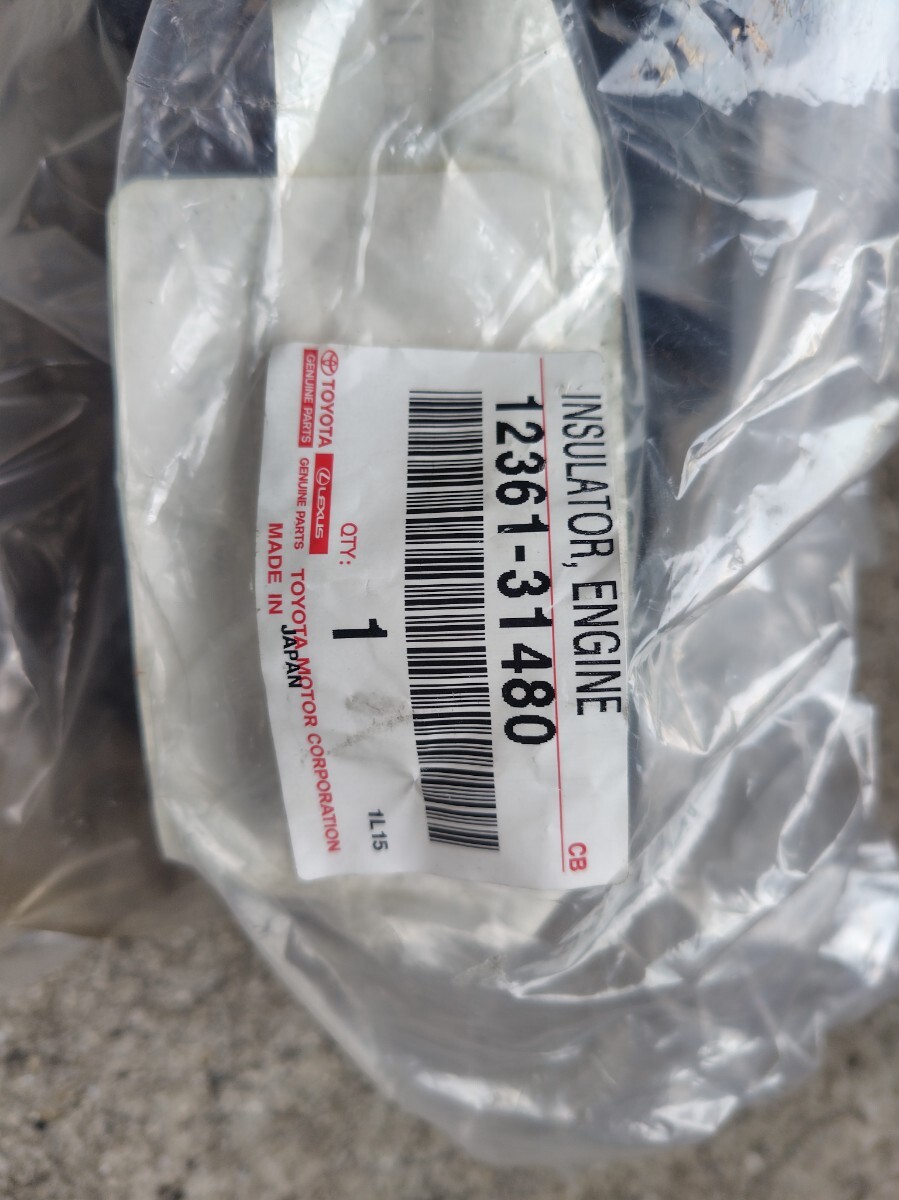 INSULATOR, ENGINE
CB
12361-31480
QTY:
1
1L15
TOYOTA
GENUINE PARTS
LEXUS
GENUINE PARTS
TOYOTA MOTOR CORPORATION
MADE IN
JAPAN